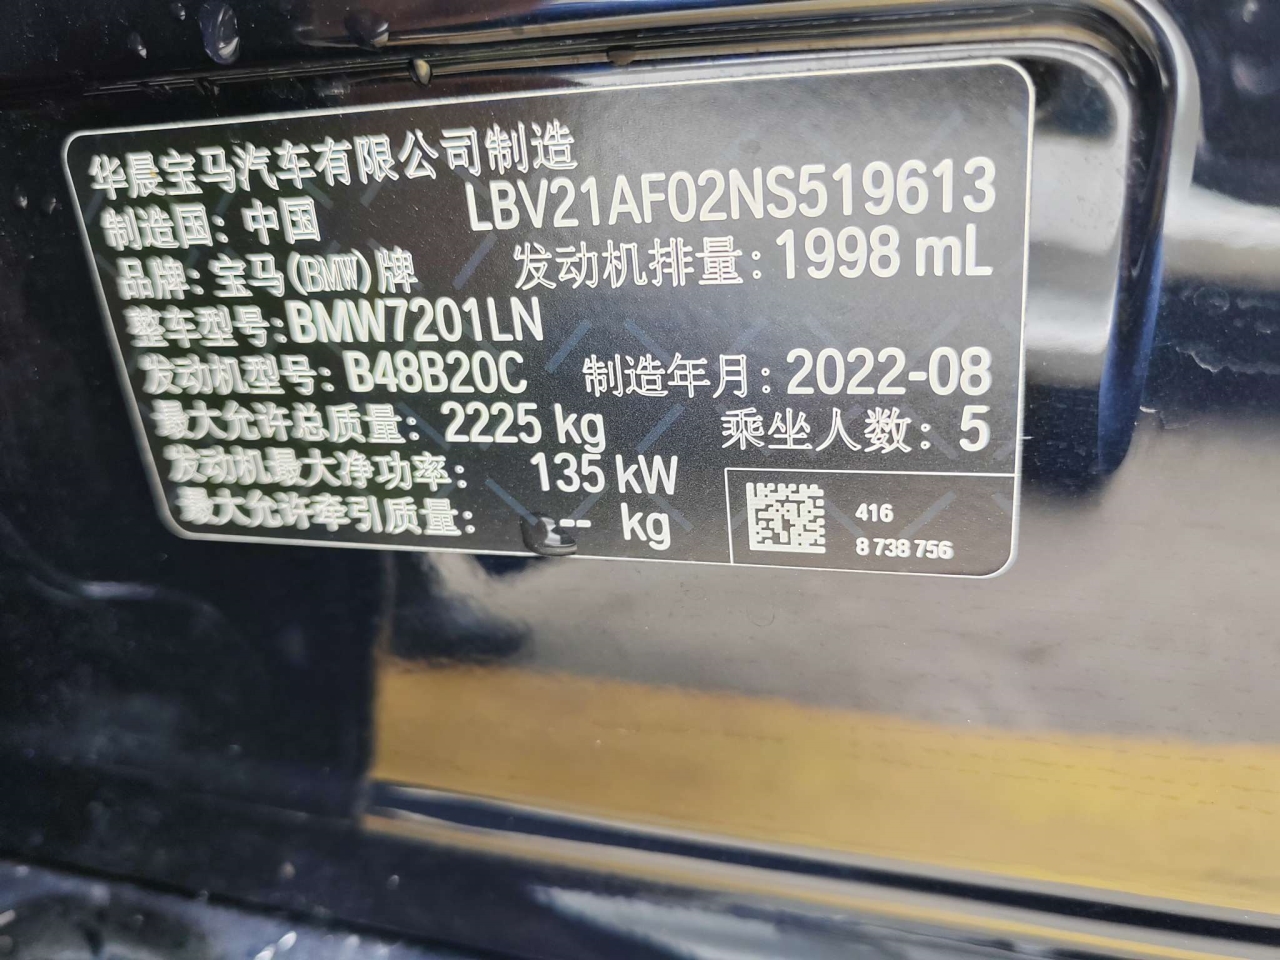 华晨宝马汽车有限公司制造
制造国：中国 LBV21AF02NS519613
品牌：宝马(BMW)牌 发动机排量：1998 mL
整车型号:BMW7201LN
发动机型号：B48B20C 制造年月：2022-08
最大允许总质量：2225 kg 乘坐人数：5
发动机最大净功率： 135 kW
最大允许牵引质量： -- kg
416
8 738 756